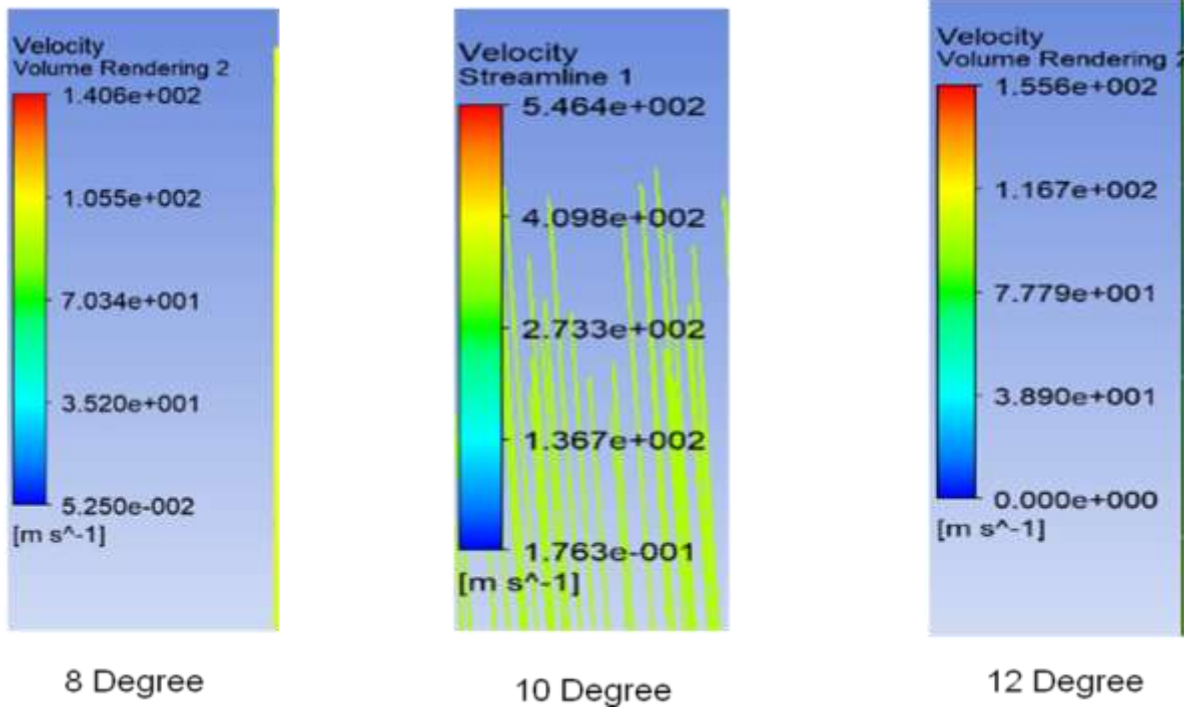 Velocity
Volume Rendering 2
1.406e+002
1.055e+002
7.034e+001
3.520e+001
5.250e-002
[m s^-1]
8 Degree
Velocity
Streamline 1
5.464e+002
4.098e+002
2.733e+002
1.367e+002
1.763e-001
[m s^-1]
10 Degree
Velocity
Volume Rendering 2
1.556e+002
1.167e+002
7.779e+001
3.890e+001
0.000e+000
[m s^-1]
12 Degree